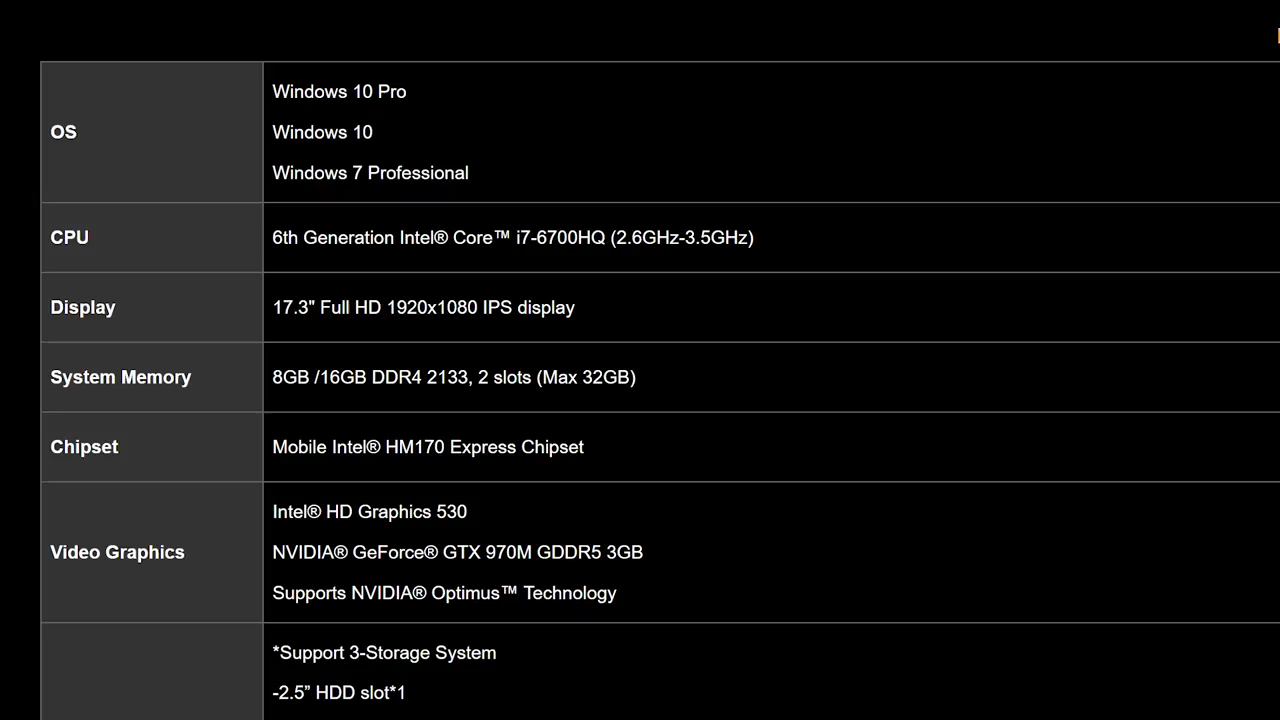 OS
Windows 10 Pro
Windows 10
Windows 7 Professional
CPU
6th Generation Intel® Core™ i7-6700HQ (2.6GHz-3.5GHz)
Display
17.3" Full HD 1920x1080 IPS display
System Memory
8GB /16GB DDR4 2133, 2 slots (Max 32GB)
Chipset
Mobile Intel® HM170 Express Chipset
Video Graphics
Intel® HD Graphics 530
NVIDIA® GeForce® GTX 970M GDDR5 3GB
Supports NVIDIA® Optimus™ Technology
*Support 3-Storage System
-2.5” HDD slot*1